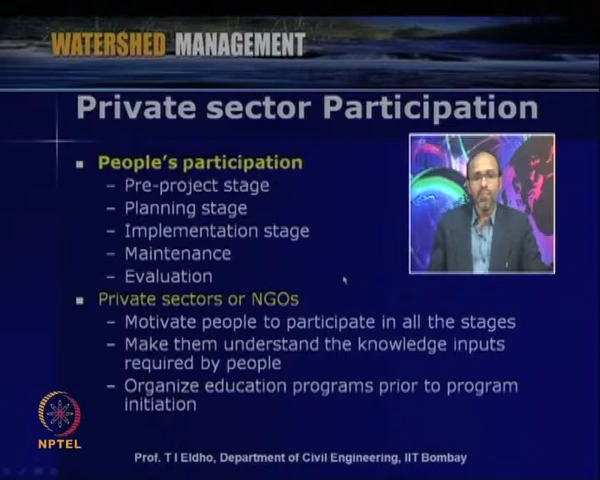 WATERSHED MANAGEMENT
Private sector Participation
People's participation
– Pre-project stage
– Planning stage
– Implementation stage
– Maintenance
– Evaluation
Private sectors or NGOs
– Motivate people to participate in all the stages
– Make them understand the knowledge inputs
required by people
– Organize education programs prior to program
initiation
NPTEL
Prof. T I Eldho, Department of Civil Engineering, IIT Bombay